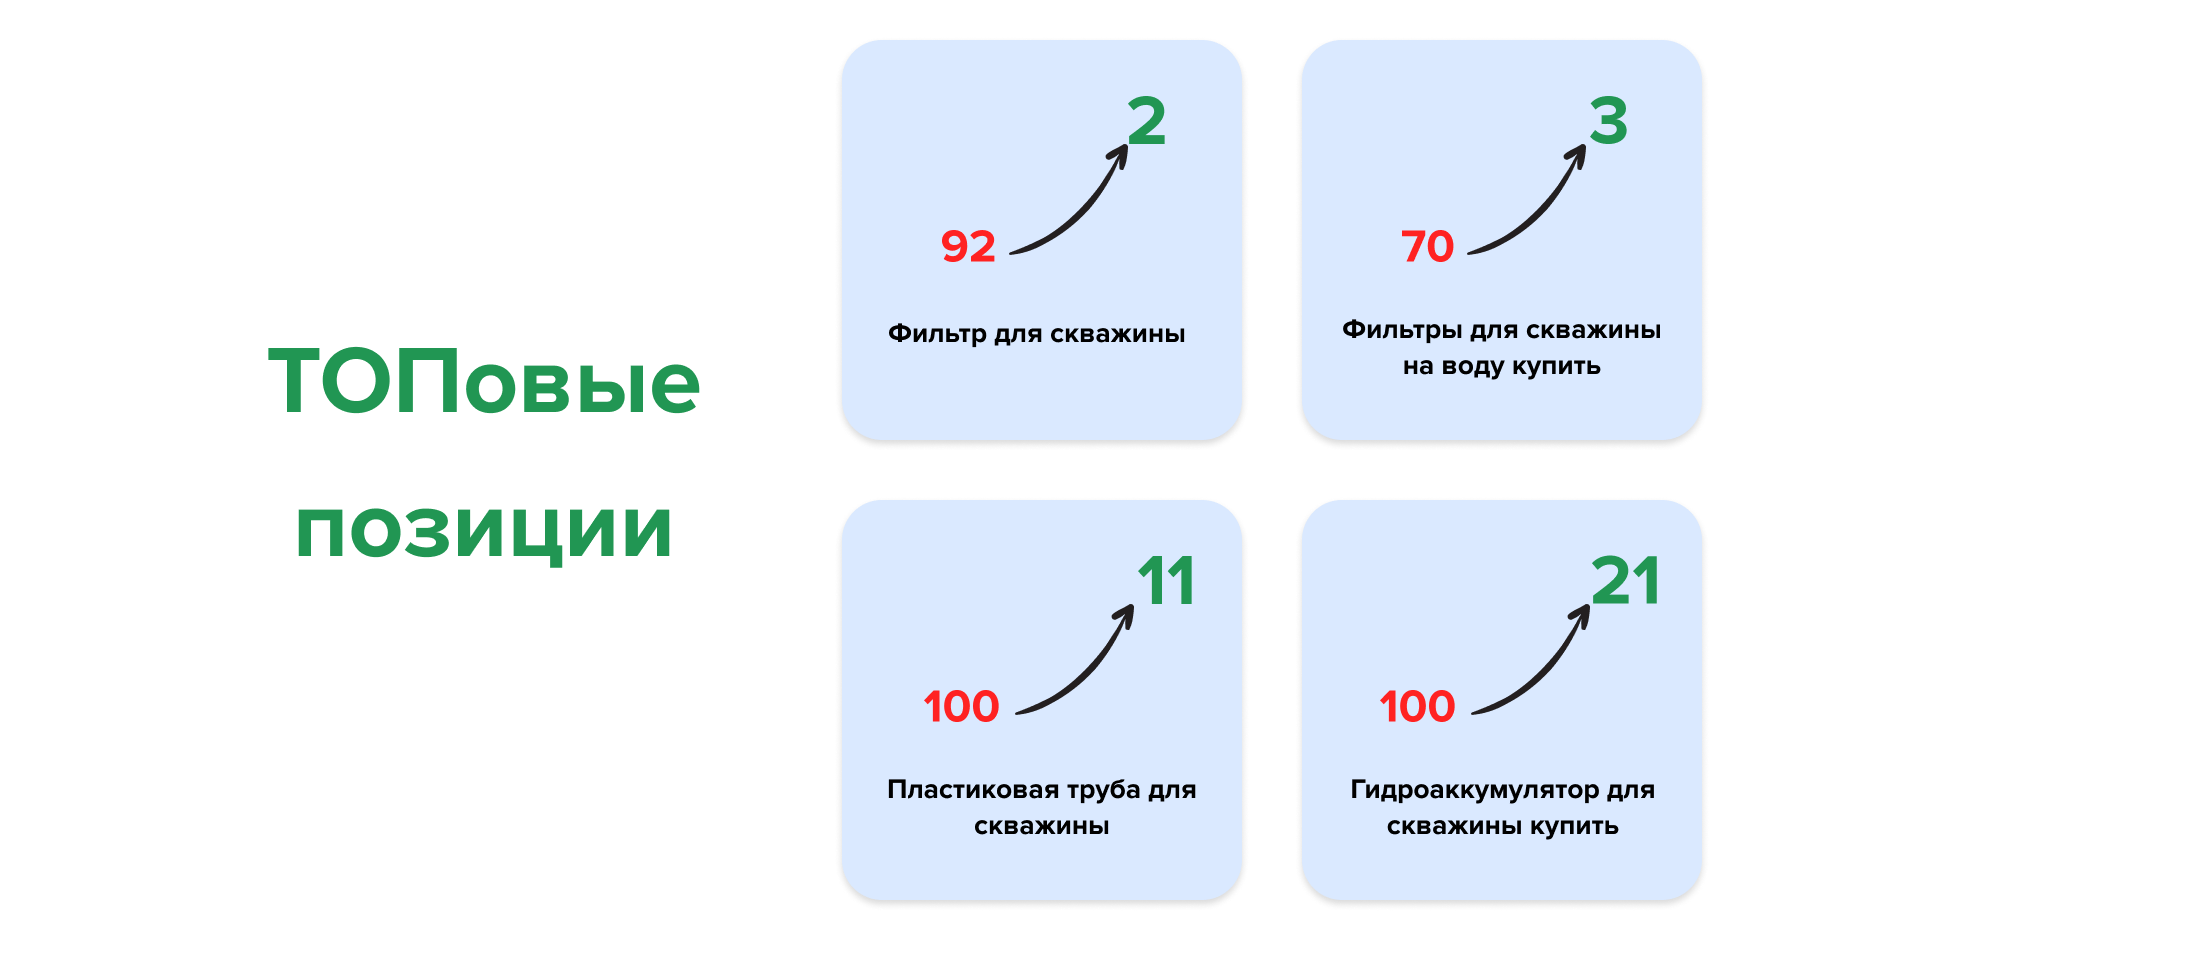 ТОПовые
позиции
2
92
Фильтр для скважины
3
70
Фильтры для скважины
на воду купить
11
100
Пластиковая труба для
скважины
21
100
Гидроаккумулятор для
скважины купить